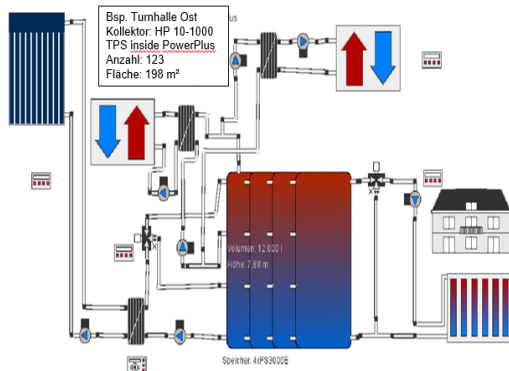 Bsp. Turnhalle Ost
Kollektor: HP 10-1000
TPS inside PowerPlus
Anzahl: 123
Fläche: 198 m²
Volumen: 12.000 l
Höhe: 7,88 m
Speicher: 4xPS3000E